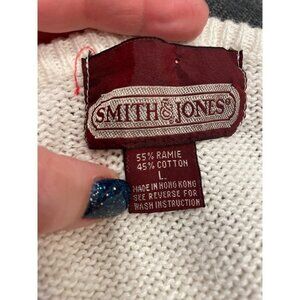 SMITH & JONES®
55% RAMIE
45% COTTON
L
MADE IN HONG KONG
SEE REVERSE FOR
WASH INSTRUCTION